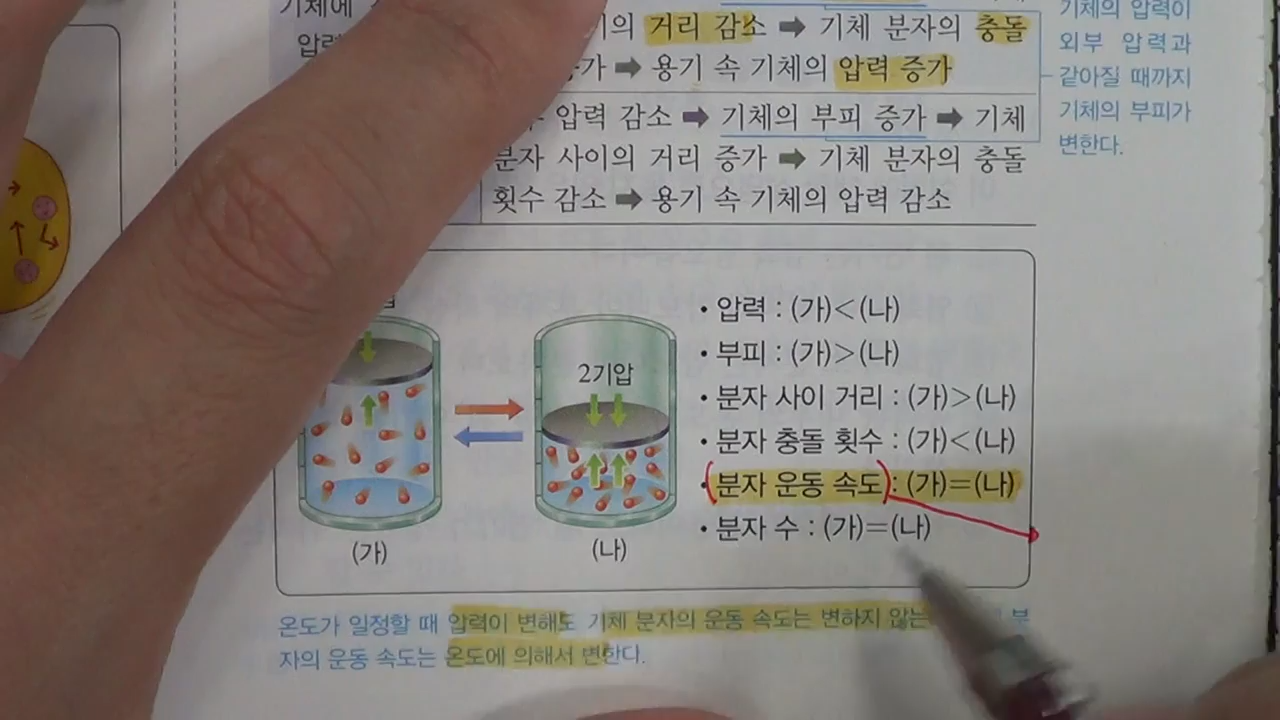 기체에
압력
의 거리 감소 ➡ 기체 분자의 충돌
가 ➡ 용기 속 기체의 압력 증가
압력 감소 ➡ 기체의 부피 증가 ➡ 기체
분자 사이의 거리 증가 ➡ 기체 분자의 충돌
횟수 감소 ➡ 용기 속 기체의 압력 감소
기체의 압력이
외부 압력과
같아질 때까지
기체의 부피가
변한다.
2기압
(가)
(나)
• 압력 : (가)<(나)
• 부피 : (가)>(나)
• 분자 사이 거리 : (가)>(나)
• 분자 충돌 횟수 : (가)<(나)
• 분자 운동 속도 : (가)=(나)
• 분자 수 : (가)=(나)
온도가 일정할 때 압력이 변해도 기체 분자의 운동 속도는 변하지 않는 부
자의 운동 속도는 온도에 의해서 변한다.